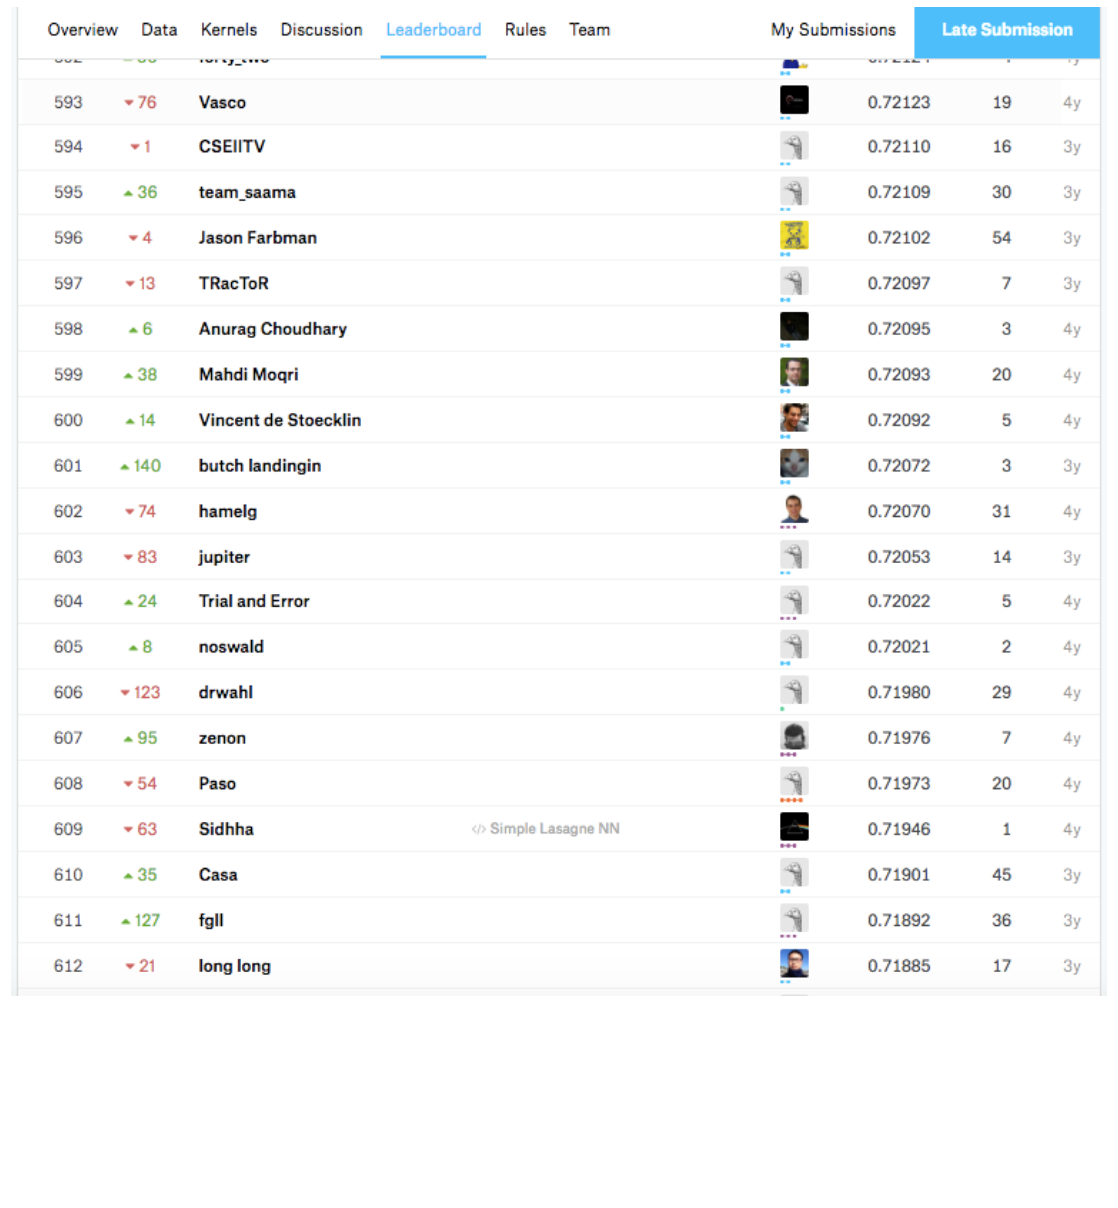 Overview Data Kernels Discussion Leaderboard Rules Team My Submissions Late Submission
593 76 Vasco 0.72123 19 4y
594 1 CSEIITV 0.72110 16 3y
595 36 team_saama 0.72109 30 3y
596 4 Jason Farbman 0.72102 54 3y
597 13 TRacToR 0.72097 7 3y
598 6 Anurag Choudhary 0.72095 3 4y
599 38 Mahdi Moqri 0.72093 20 4y
600 14 Vincent de Stoecklin 0.72092 5 4y
601 140 butch landingin 0.72072 3 3y
602 74 hamelg 0.72070 31 4y
603 83 jupiter 0.72053 14 3y
604 24 Trial and Error 0.72022 5 4y
605 8 noswald 0.72021 2 4y
606 123 drwahl 0.71980 29 4y
607 95 zenon 0.71976 7 4y
608 54 Paso 0.71973 20 4y
609 63 Sidhha </> Simple Lasagne NN 0.71946 1 4y
610 35 Casa 0.71901 45 3y
611 127 fgll 0.71892 36 3y
612 21 long long 0.71885 17 3y